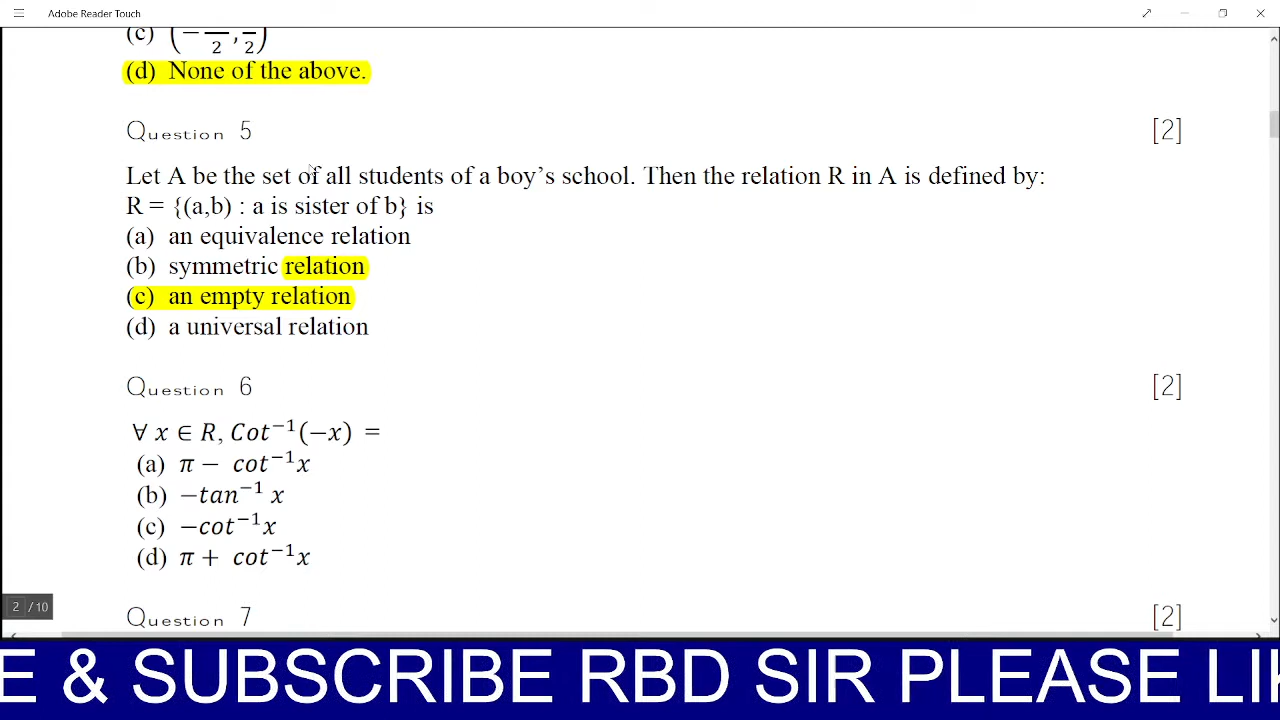 Adobe Reader Touch
(c) (− /2 , /2)
(d) None of the above.
Question 5 [2]
Let A be the set of all students of a boy’s school. Then the relation R in A is defined by:
R = {(a,b) : a is sister of b} is
(a) an equivalence relation
(b) symmetric relation
(c) an empty relation
(d) a universal relation
Question 6 [2]
∀ x ∈ R, Cot⁻¹(−x) =
(a) π − cot⁻¹x
(b) −tan⁻¹ x
(c) −cot⁻¹x
(d) π + cot⁻¹x
2 / 10
Question 7 [2]
E & SUBSCRIBE RBD SIR PLEASE LI